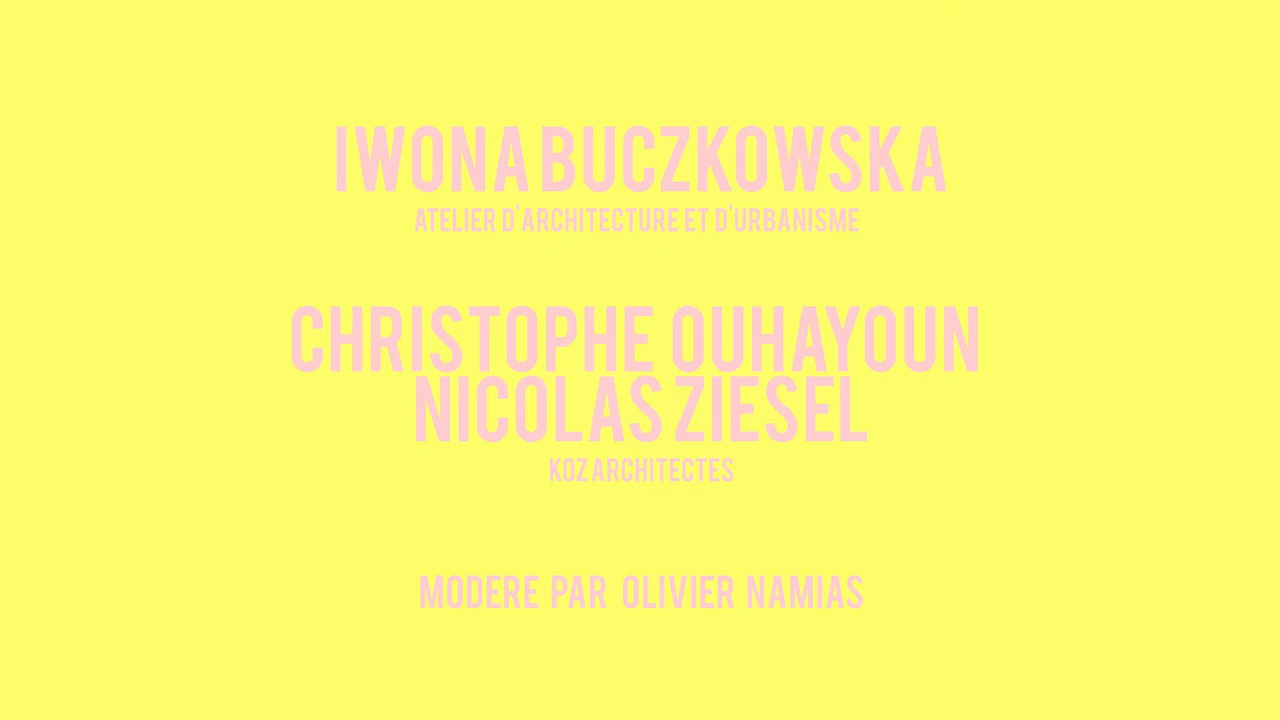 IWONA BUCZKOWSKA
ATELIER D'ARCHITECTURE ET D'URBANISME
CHRISTOPHE OUHAYOUN
NICOLAS ZIESEL
KOZ ARCHITECTES
MODERE PAR OLIVIER NAMIAS